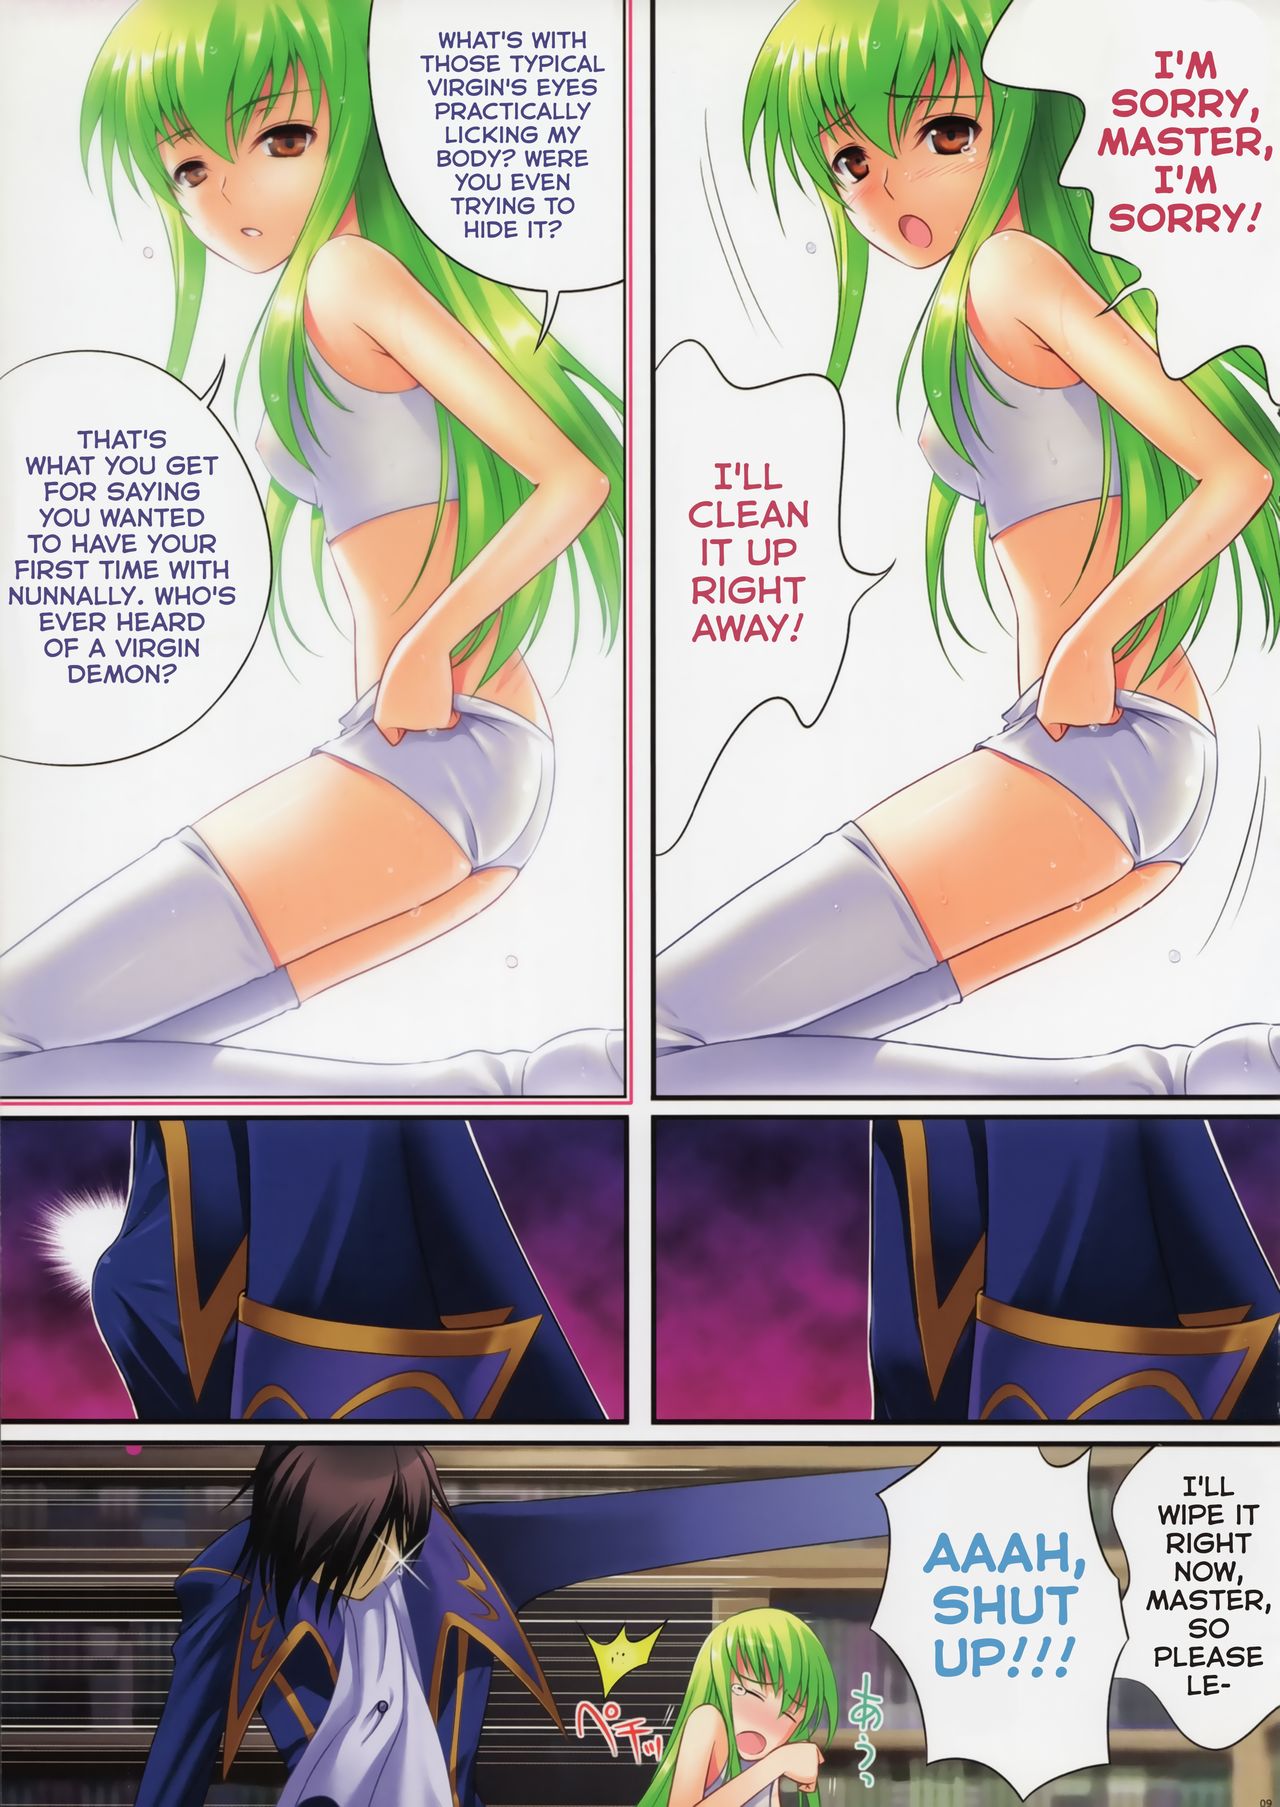 I'M
SORRY,
MASTER,
I'M
SORRY!
I'LL
CLEAN
IT UP
RIGHT
AWAY!
WHAT'S WITH
THOSE TYPICAL
VIRGIN'S EYES
PRACTICALLY
LICKING MY
BODY? WERE
YOU EVEN
TRYING TO
HIDE IT?
THAT'S
WHAT YOU GET
FOR SAYING
YOU WANTED
TO HAVE YOUR
FIRST TIME WITH
NUNNALLY. WHO'S
EVER HEARD
OF A VIRGIN
DEMON?
I'LL
WIPE IT
RIGHT
NOW,
MASTER,
SO
PLEASE
LE-
AAAH,
SHUT
UP!!!
あうっ
ペチッ
09